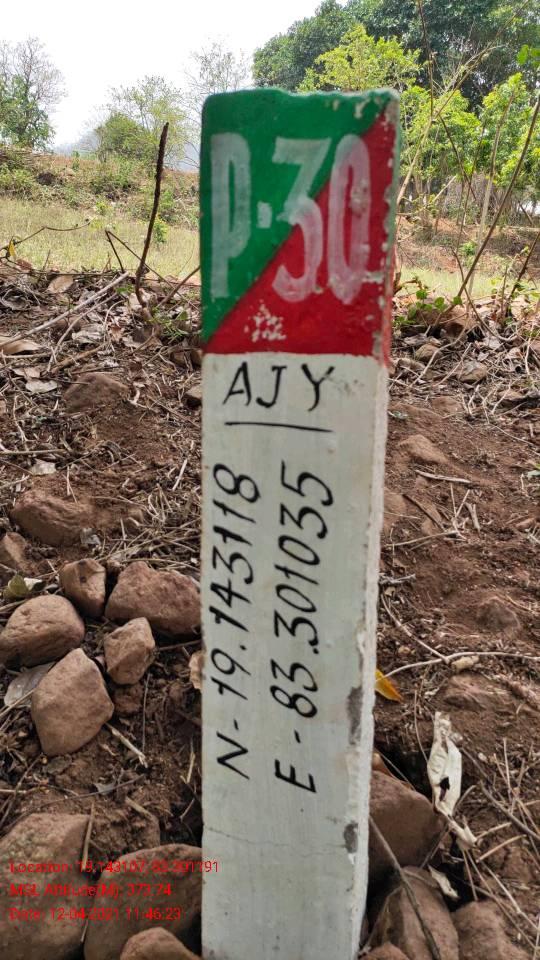 P-30
AJY
N-19.143118
E-83.301035
MSL Altitude(M): 373.74
Date: 12-04-2021 11:46:23